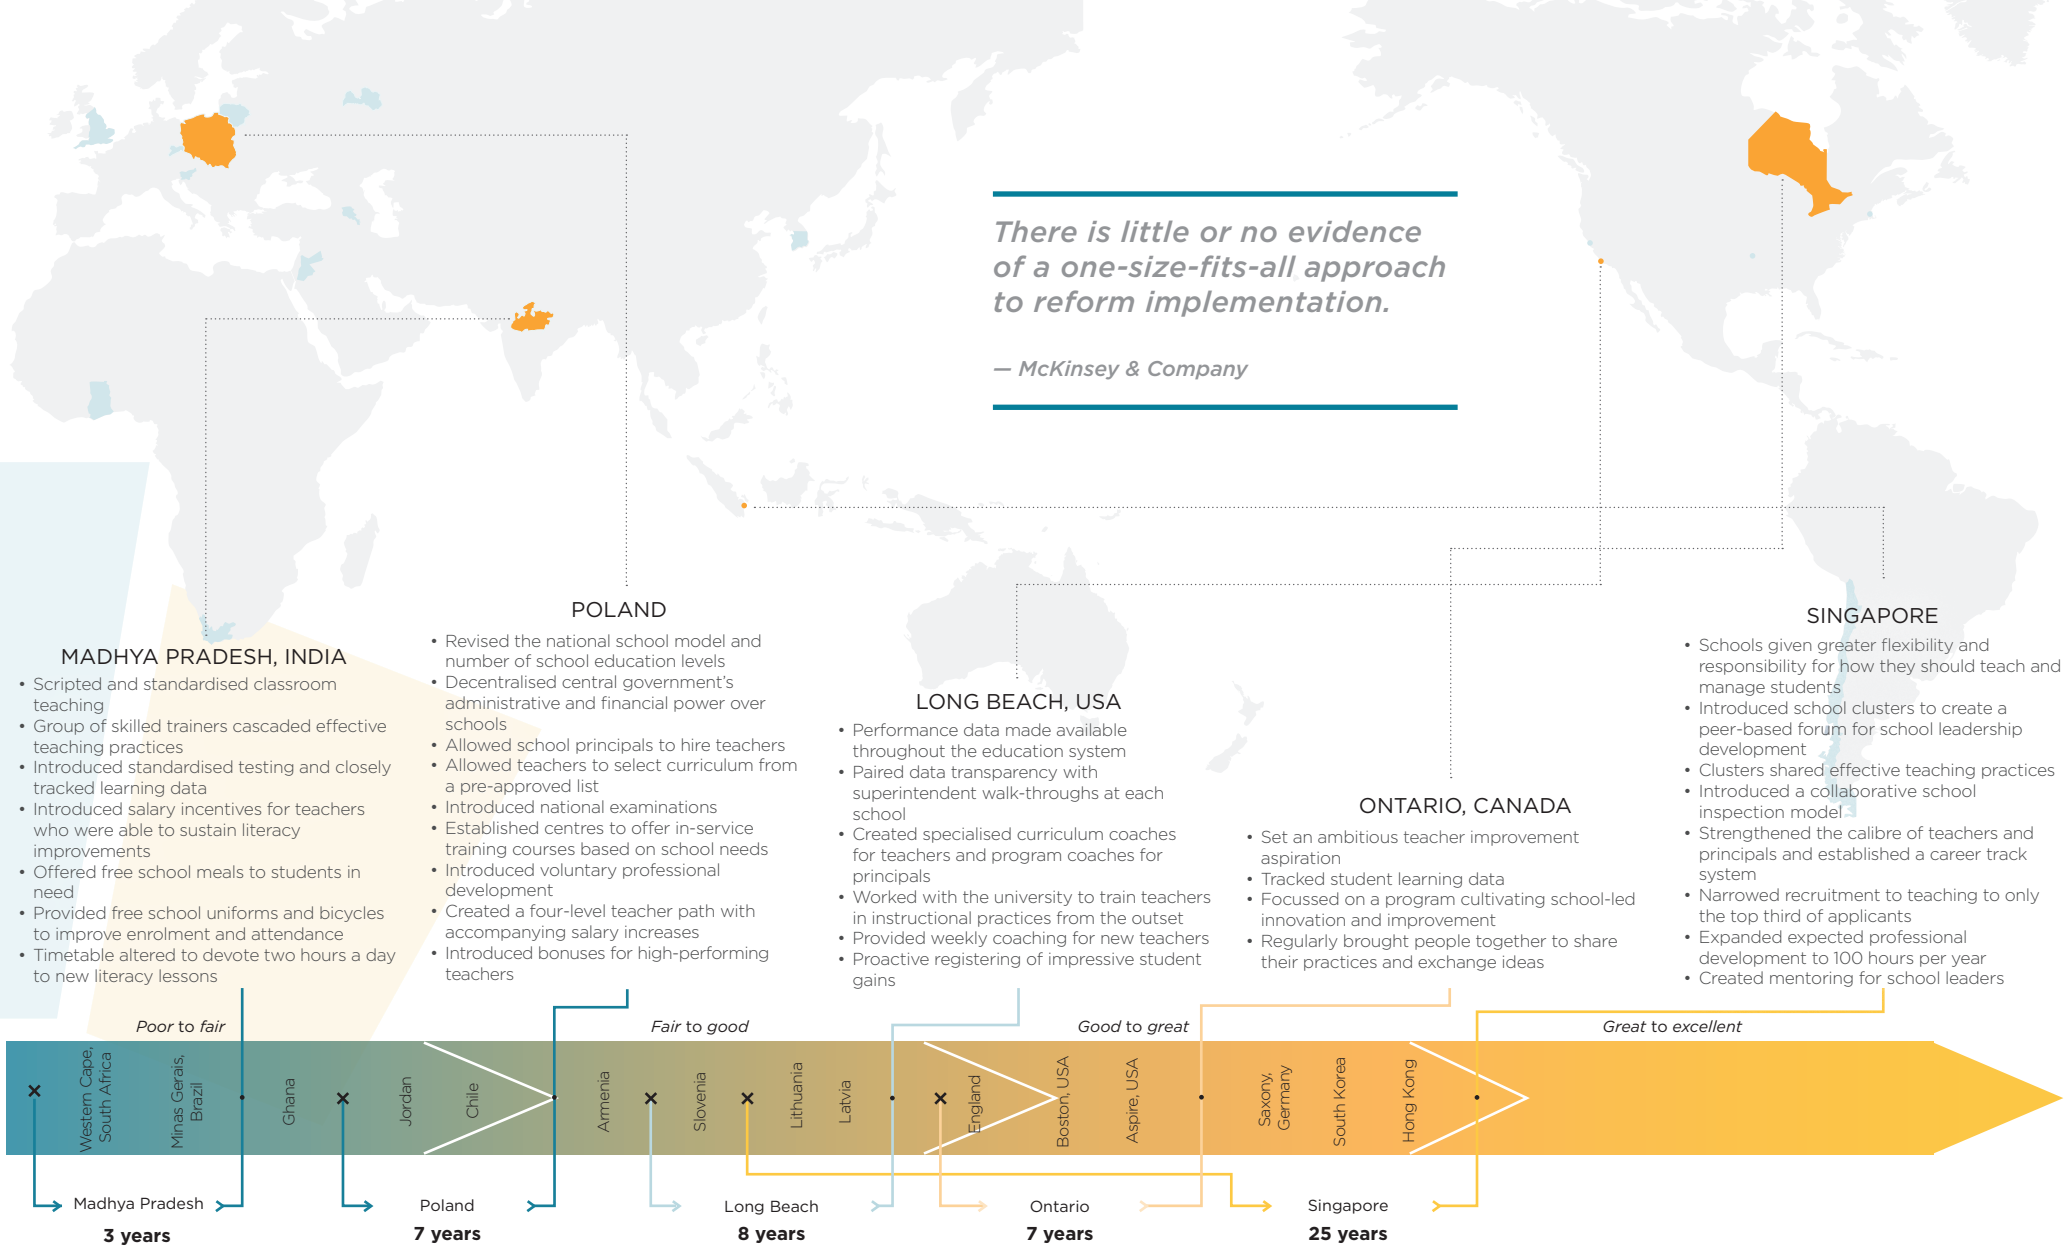 There is little or no evidence
of a one-size-fits-all approach
to reform implementation.
— McKinsey & Company
MADHYA PRADESH, INDIA
• Scripted and standardised classroom
teaching
• Group of skilled trainers cascaded effective
teaching practices
• Introduced standardised testing and closely
tracked learning data
• Introduced salary incentives for teachers
who were able to sustain literacy
improvements
• Offered free school meals to students in
need
• Provided free school uniforms and bicycles
to improve enrolment and attendance
• Timetable altered to devote two hours a day
to new literacy lessons
POLAND
• Revised the national school model and
number of school education levels
• Decentralised central government’s
administrative and financial power over
schools
• Allowed school principals to hire teachers
• Allowed teachers to select curriculum from
a pre-approved list
• Introduced national examinations
• Established centres to offer in-service
training courses based on school needs
• Introduced voluntary professional
development
• Created a four-level teacher path with
accompanying salary increases
• Introduced bonuses for high-performing
teachers
LONG BEACH, USA
• Performance data made available
throughout the education system
• Paired data transparency with
superintendent walk-throughs at each
school
• Created specialised curriculum coaches
for teachers and program coaches for
principals
• Worked with the university to train teachers
in instructional practices from the outset
• Provided weekly coaching for new teachers
• Proactive registering of impressive student
gains
ONTARIO, CANADA
• Set an ambitious teacher improvement
aspiration
• Tracked student learning data
• Focussed on a program cultivating school-led
innovation and improvement
• Regularly brought people together to share
their practices and exchange ideas
SINGAPORE
• Schools given greater flexibility and
responsibility for how they should teach and
manage students
• Introduced school clusters to create a
peer-based forum for school leadership
development
• Clusters shared effective teaching practices
• Introduced a collaborative school
inspection model
• Strengthened the calibre of teachers and
principals and established a career track
system
• Narrowed recruitment to teaching to only
the top third of applicants
• Expanded expected professional
development to 100 hours per year
• Created mentoring for school leaders
Poor to fair
Fair to good
Good to great
Great to excellent
Western Cape,
South Africa
Minas Gerais,
Brazil
Ghana
Jordan
Chile
Armenia
Slovenia
Lithuania
Latvia
England
Boston, USA
Aspire, USA
Saxony,
Germany
South Korea
Hong Kong
Madhya Pradesh
3 years
Poland
7 years
Long Beach
8 years
Ontario
7 years
Singapore
25 years